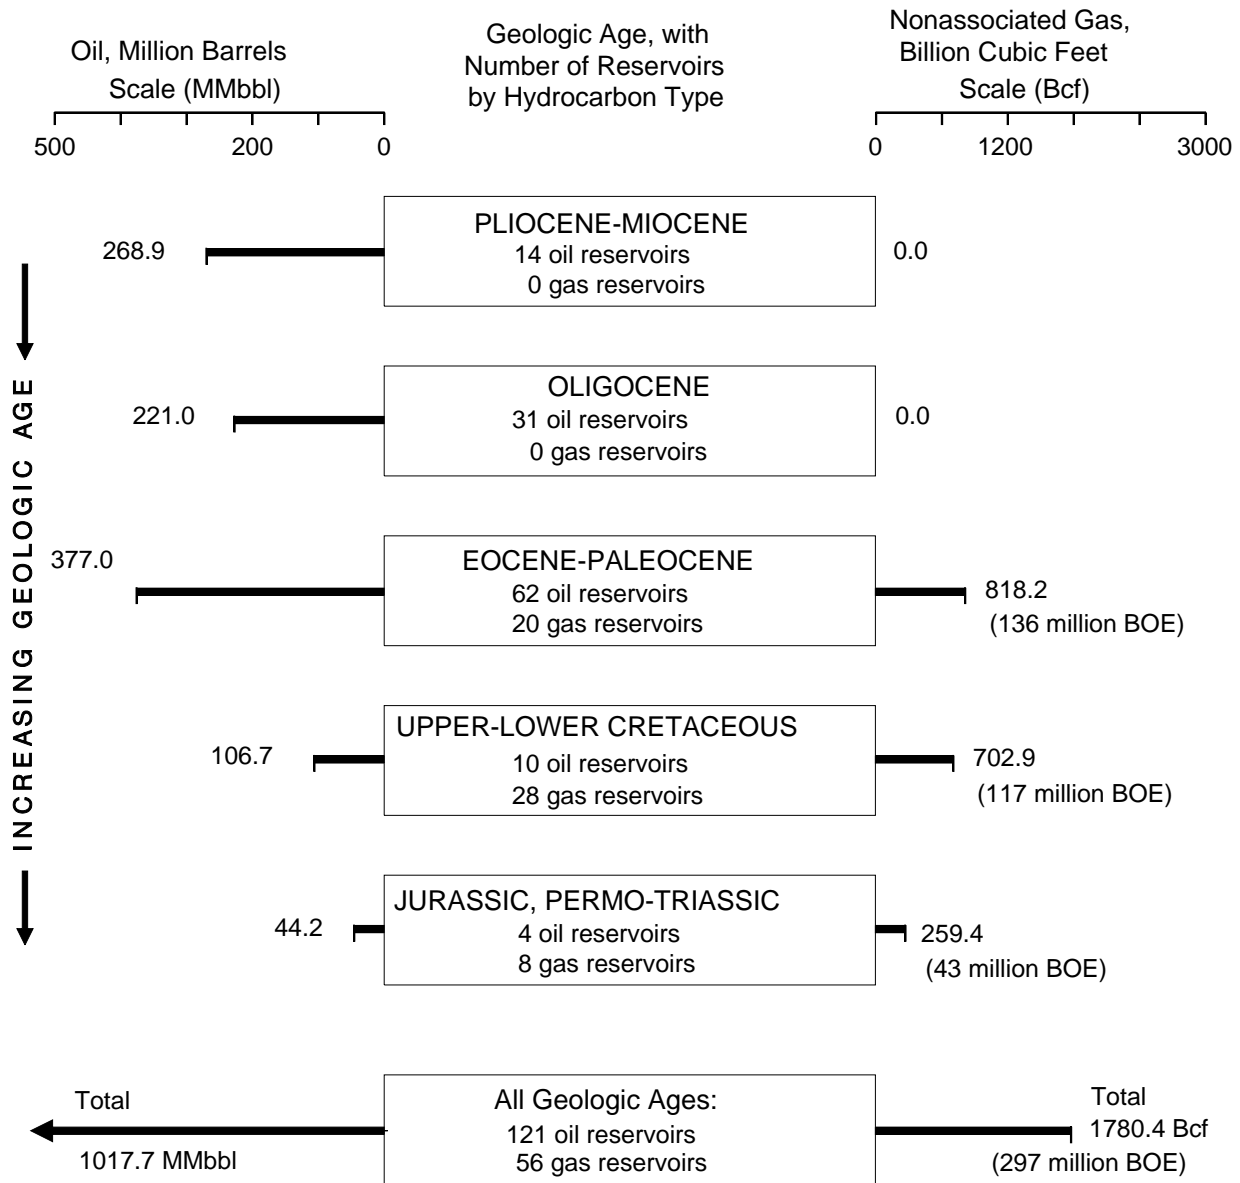 Oil, Million Barrels
Scale (MMbbl)
Geologic Age, with
Number of Reservoirs
by Hydrocarbon Type
Nonassociated Gas,
Billion Cubic Feet
Scale (Bcf)
500 200 0
0 1200 3000
INCREASING GEOLOGIC AGE
268.9
PLIOCENE-MIOCENE
14 oil reservoirs
0 gas reservoirs
0.0
221.0
OLIGOCENE
31 oil reservoirs
0 gas reservoirs
0.0
377.0
EOCENE-PALEOCENE
62 oil reservoirs
20 gas reservoirs
818.2
(136 million BOE)
106.7
UPPER-LOWER CRETACEOUS
10 oil reservoirs
28 gas reservoirs
702.9
(117 million BOE)
44.2
JURASSIC, PERMO-TRIASSIC
4 oil reservoirs
8 gas reservoirs
259.4
(43 million BOE)
Total
1017.7 MMbbl
All Geologic Ages:
121 oil reservoirs
56 gas reservoirs
Total
1780.4 Bcf
(297 million BOE)